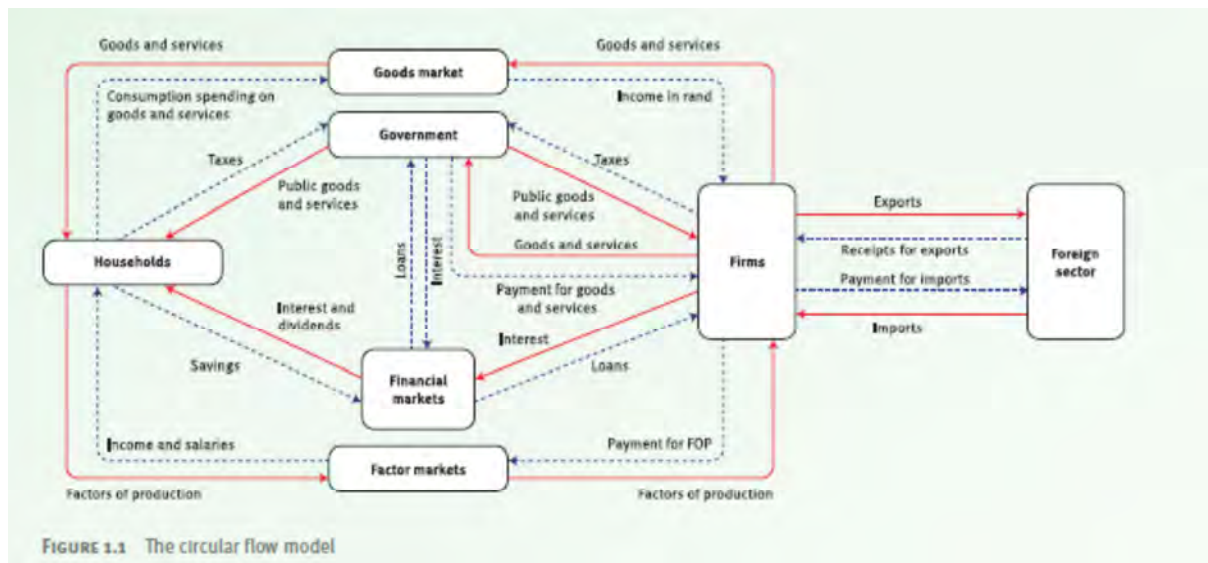 Goods and services
Goods and services
Goods market
Consumption spending on
goods and services
Income in rand
Government
Taxes
Taxes
Public goods
and services
Public goods
and services
Exports
Goods and services
Receipts for exports
Households
Loans
Interest
Firms
Foreign
sector
Payment for imports
Payment for goods
and services
Interest and
dividends
Imports
Interest
Savings
Loans
Financial
markets
Income and salaries
Payment for FOP
Factor markets
Factors of production
Factors of production
FIGURE 1.1 The circular flow model